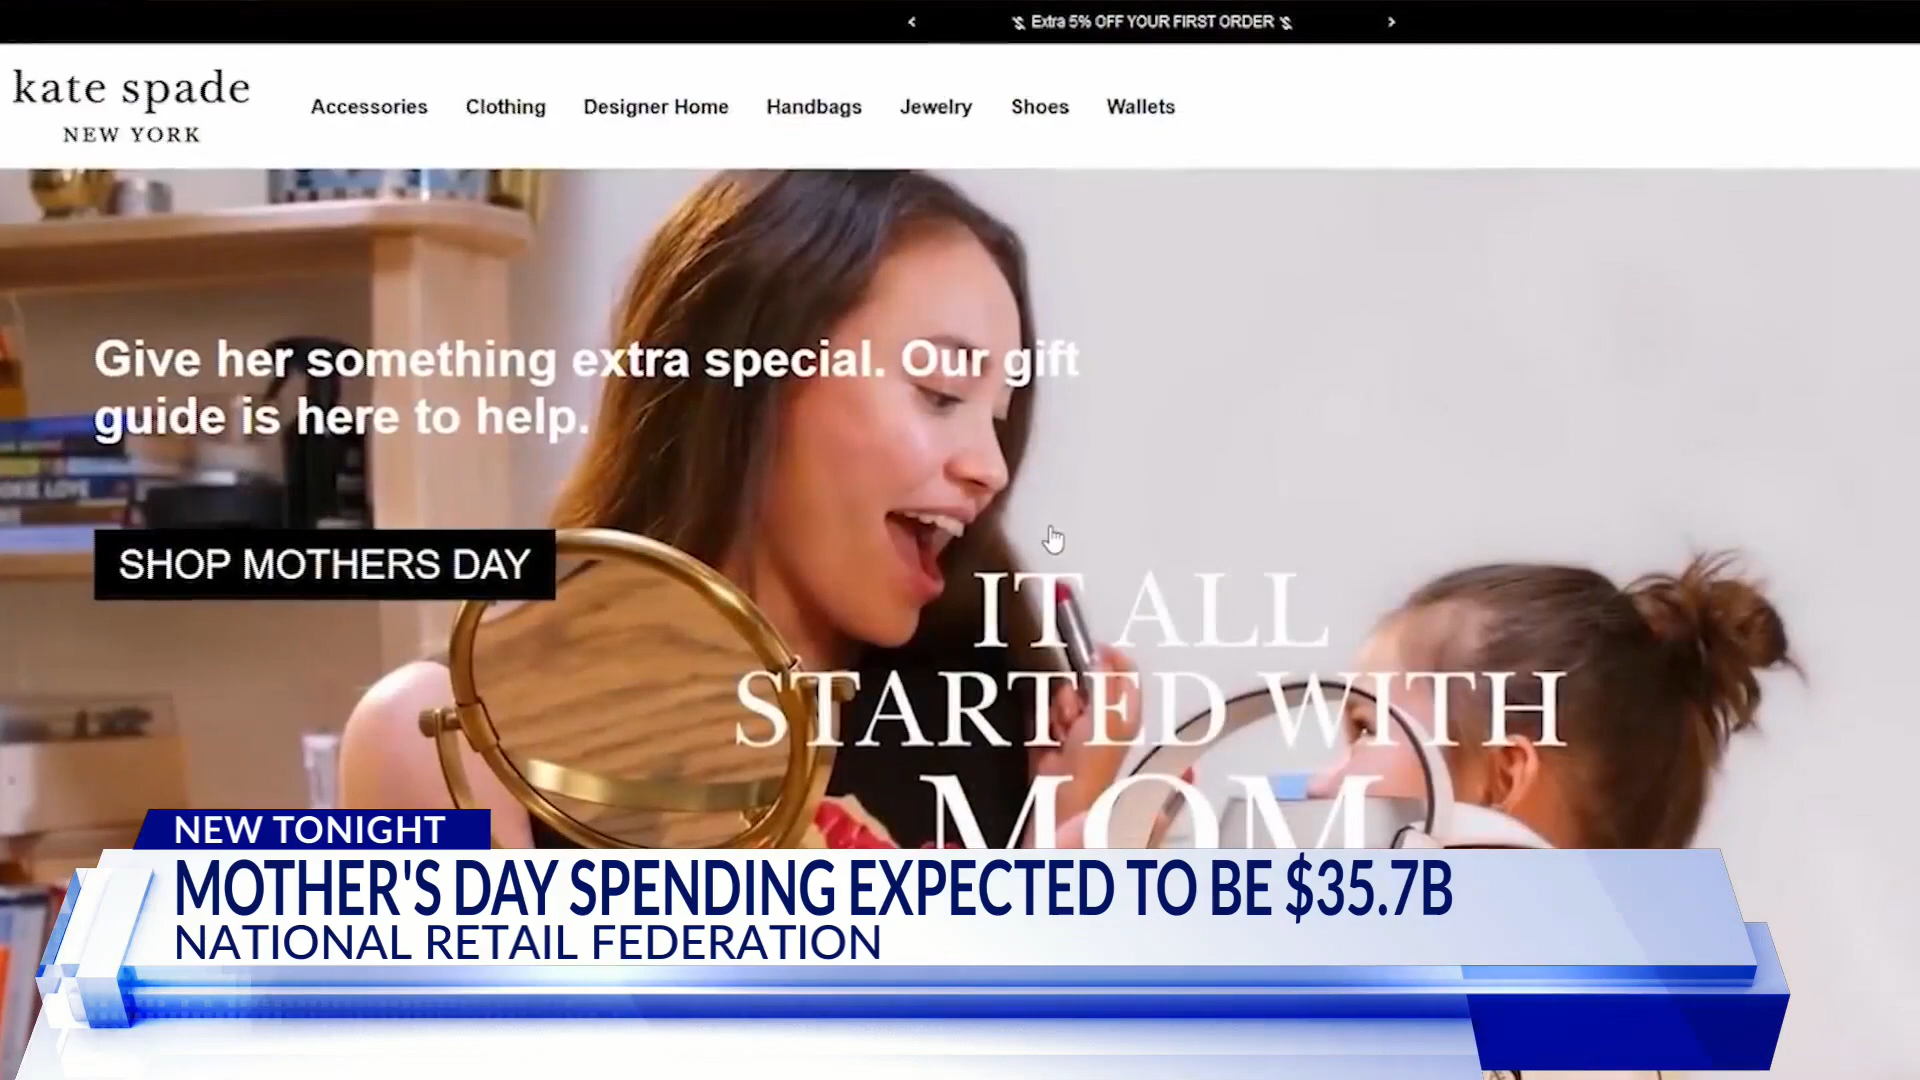 Extra 5% OFF YOUR FIRST ORDER
kate spade
NEW YORK
Accessories Clothing Designer Home Handbags Jewelry Shoes Wallets
Give her something extra special. Our gift
guide is here to help.
LOVE
SHOP MOTHERS DAY
IT ALL
STARTED WITH
MOM
NEW TONIGHT
MOTHER'S DAY SPENDING EXPECTED TO BE $35.7B
NATIONAL RETAIL FEDERATION